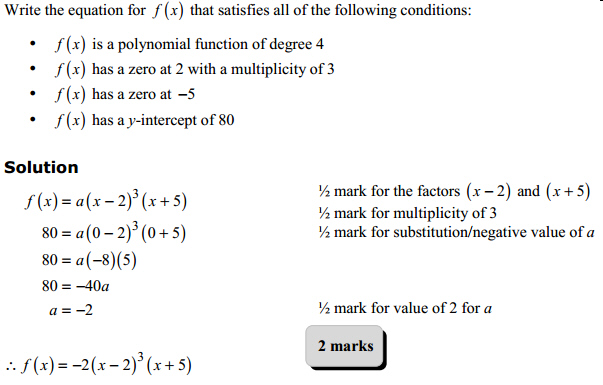 Write the equation for f(x) that satisfies all of the following conditions:
• f(x) is a polynomial function of degree 4
• f(x) has a zero at 2 with a multiplicity of 3
• f(x) has a zero at −5
• f(x) has a y-intercept of 80
Solution
f(x) = a(x − 2)³(x + 5)
½ mark for the factors (x − 2) and (x + 5)
½ mark for multiplicity of 3
80 = a(0 − 2)³(0 + 5)
½ mark for substitution/negative value of a
80 = a(−8)(5)
80 = −40a
a = −2
½ mark for value of 2 for a
2 marks
∴ f(x) = −2(x − 2)³(x + 5)